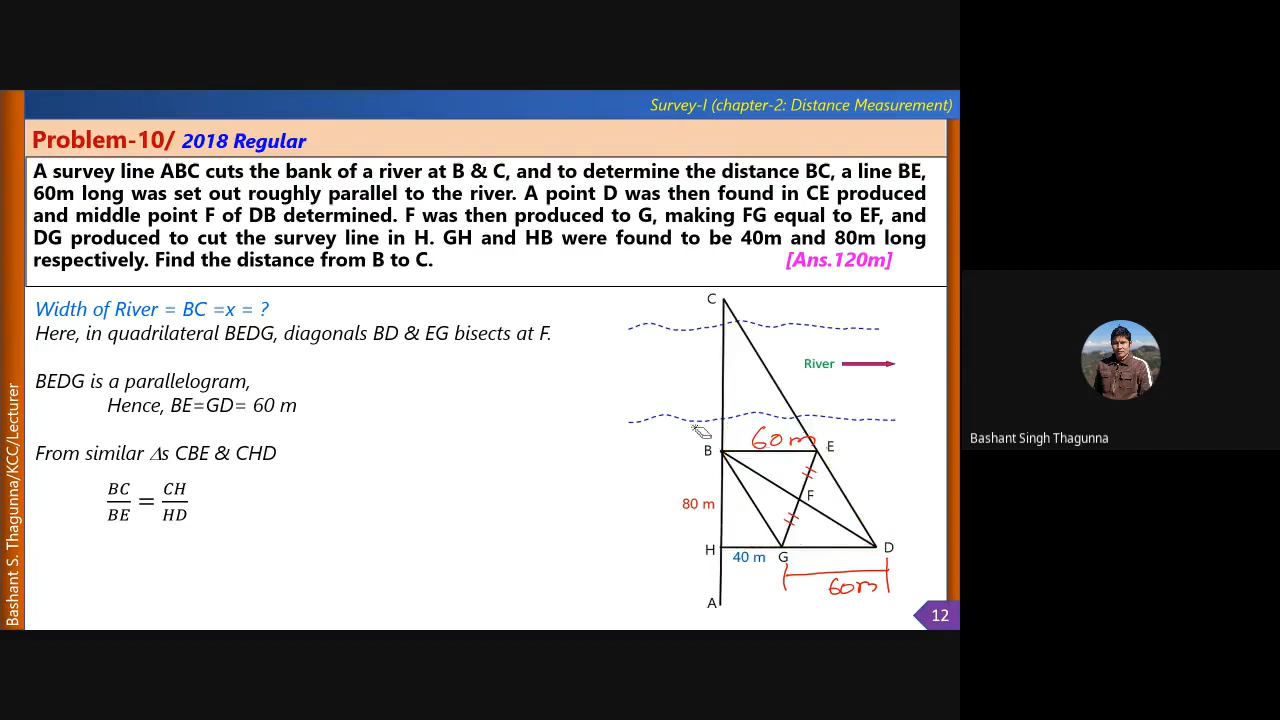 Survey-I (chapter-2: Distance Measurement)
Problem-10/ 2018 Regular
A survey line ABC cuts the bank of a river at B & C, and to determine the distance BC, a line BE,
60m long was set out roughly parallel to the river. A point D was then found in CE produced
and middle point F of DB determined. F was then produced to G, making FG equal to EF, and
DG produced to cut the survey line in H. GH and HB were found to be 40m and 80m long
respectively. Find the distance from B to C. [Ans.120m]
Width of River = BC =x = ?
Here, in quadrilateral BEDG, diagonals BD & EG bisects at F.
BEDG is a parallelogram,
Hence, BE=GD= 60 m
From similar Δs CBE & CHD
BC/BE = CH/HD
C
River
60m
B
E
F
80 m
H
40 m
G
D
60m
A
12
Bashant S. Thagunna/KCC/Lecturer
Bashant Singh Thagunna